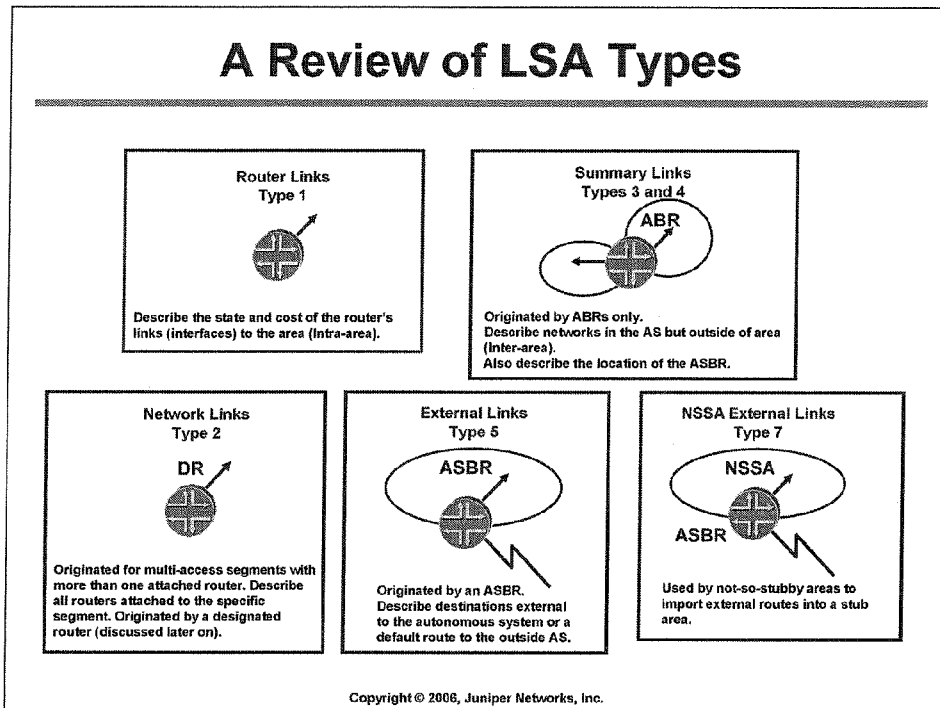 A Review of LSA Types
Router Links
Type 1
Describe the state and cost of the router's
links (interfaces) to the area (Intra-area).
Summary Links
Types 3 and 4
ABR
Originated by ABRs only.
Describe networks in the AS but outside of area
(Inter-area).
Also describe the location of the ASBR.
Network Links
Type 2
DR
Originated for multi-access segments with
more than one attached router. Describe
all routers attached to the specific
segment. Originated by a designated
router (discussed later on).
External Links
Type 5
ASBR
Originated by an ASBR.
Describe destinations external
to the autonomous system or a
default route to the outside AS.
NSSA External Links
Type 7
NSSA
ASBR
Used by not-so-stubby areas to
import external routes into a stub
area.
Copyright © 2006, Juniper Networks, Inc.